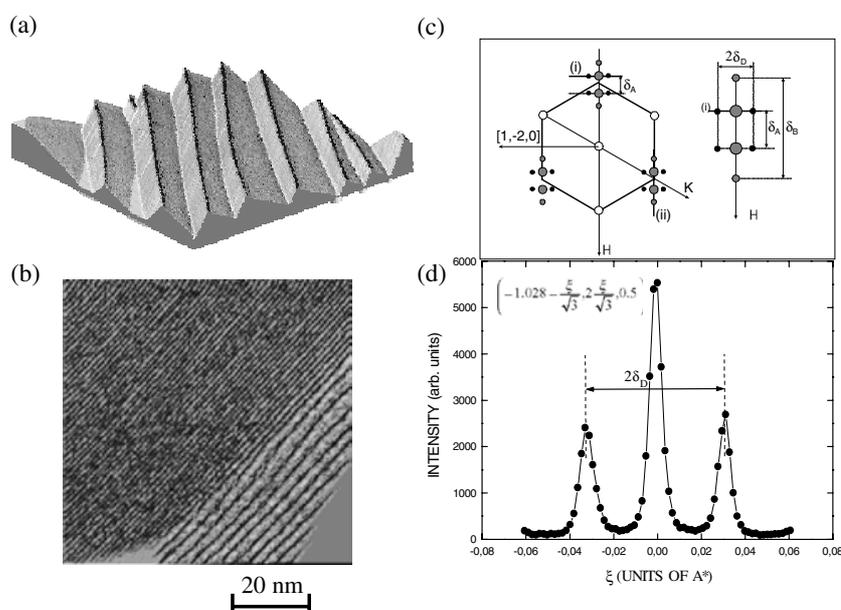 (a)
(b)
20 nm
(c)
(i)
δA
[1,-2,0]
K
(ii)
H
2δD
(i)
δA
δB
H
(d)
6000
5000
4000
3000
2000
1000
0
INTENSITY (arb. units)
(-1.028 - ξ/√3, 2 ξ/√3, 0.5)
2δD
-0,08 -0,06 -0,04 -0,02 0,00 0,02 0,04 0,06 0,08
ξ (UNITS OF A*)